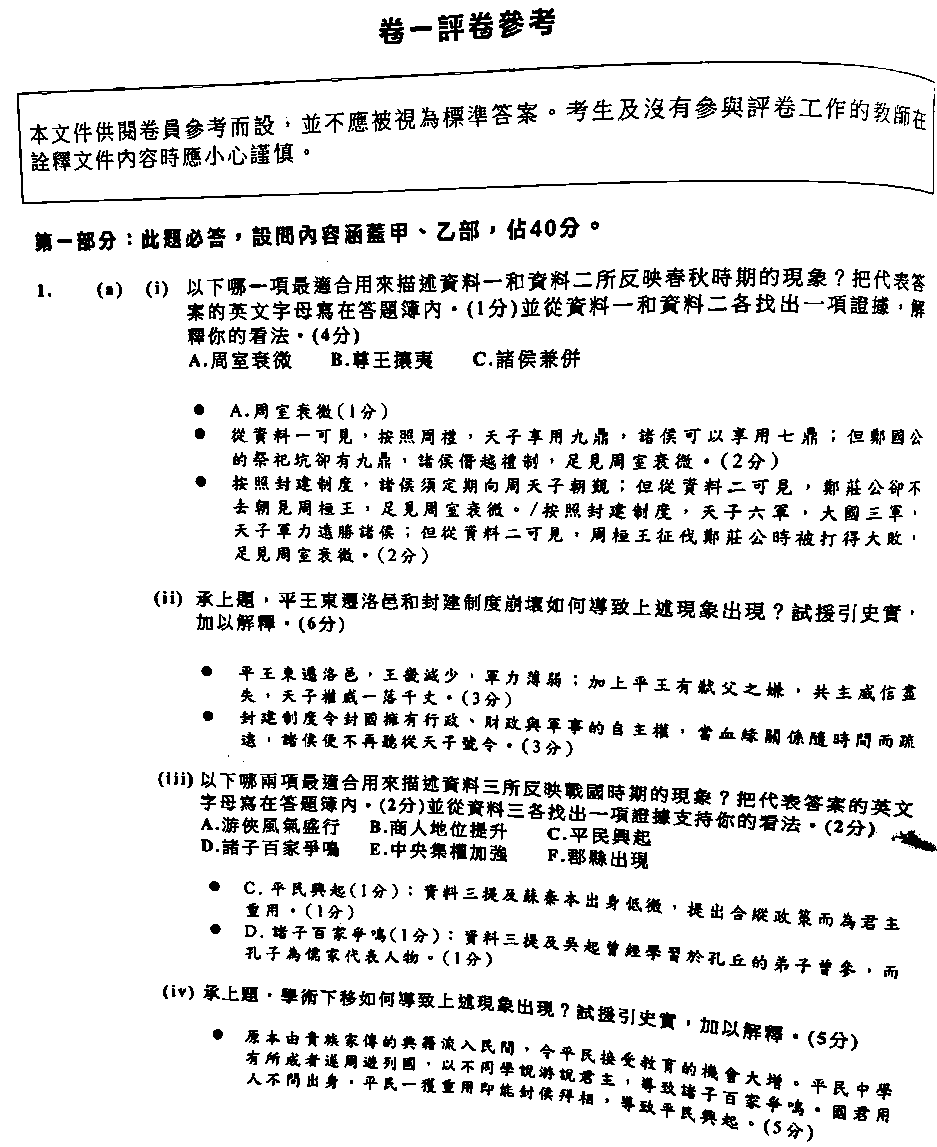 卷一評卷參考
本文件供閱卷員參考而設，並不應被視為標準答案。考生及沒有參與評卷工作的教師在
詮釋文件內容時應小心謹慎。
第一部分：此題必答，設問內容涵蓋甲、乙部，佔40分。
1. (a) (i) 以下哪一項最適合用來描述資料一和資料二所反映春秋時期的現象？把代表答
案的英文字母寫在答題簿內。(1分)並從資料一和資料二各找出一項證據，解
釋你的看法。(4分)
A.周室衰微 B.尊王攘夷 C.諸侯兼併
● A.周室衰微(1分)
● 從資料一可見，按照周禮，天子享用九鼎，諸侯可以享用七鼎；但鄭國公
的祭祀坑卻有九鼎，諸侯僭越禮制，足見周室衰微。(2分)
● 按照封建制度，諸侯須定期向周天子朝覲；但從資料二可見，鄭莊公卻不
去朝見周桓王，足見周室衰微。/按照封建制度，天子六軍，大國三軍，
天子軍力遠勝諸侯；但從資料二可見，周桓王征伐鄭莊公時被打得大敗，
足見周室衰微。(2分)
(ii) 承上題，平王東遷洛邑和封建制度崩壞如何導致上述現象出現？試援引史實，
加以解釋。(6分)
● 平王東遷洛邑，王畿減少，軍力薄弱；加上平王有弒父之嫌，共主威信盡
失，天子權威一落千丈。(3分)
● 封建制度令封國擁有行政、財政與軍事的自主權，當血緣關係隨時間而疏
遠，諸侯便不再聽從天子號令。(3分)
(iii) 以下哪兩項最適合用來描述資料三所反映戰國時期的現象？把代表答案的英文
字母寫在答題簿內。(2分)並從資料三各找出一項證據支持你的看法。(2分)
A.游俠風氣盛行 B.商人地位提升 C.平民興起
D.諸子百家爭鳴 E.中央集權加強 F.郡縣出現
● C.平民興起(1分)：資料三提及蘇秦本出身低微，提出合縱政策而為君主
重用。(1分)
● D.諸子百家爭鳴(1分)：資料三提及吳起曾經學習於孔丘的弟子曾參，而
孔子為儒家代表人物。(1分)
(iv) 承上題，學術下移如何導致上述現象出現？試援引史實，加以解釋。(5分)
● 原本由貴族家傳的典籍流入民間，令平民接受教育的機會大增。平民中學
有所成者遂周遊列國，以不同學說游說君主，導致諸子百家爭鳴。國君用
人不問出身，平民一獲重用即能封侯拜相，導致平民興起。(5分)